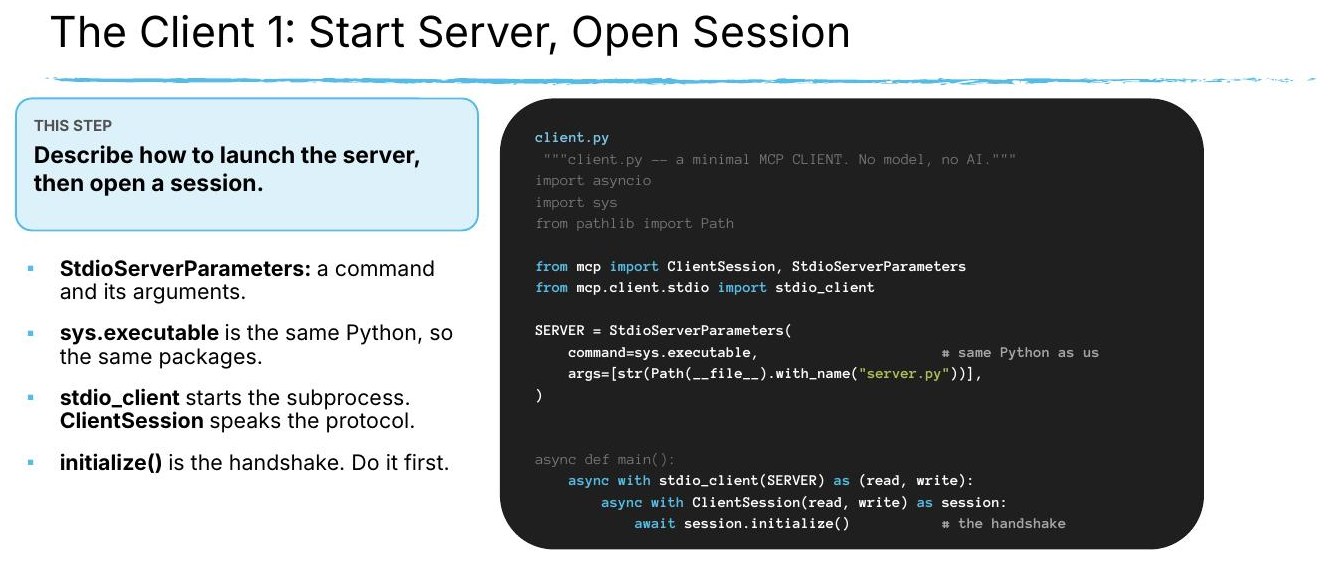 The Client 1: Start Server, Open Session
THIS STEP
Describe how to launch the server,
then open a session.
▪ StdioServerParameters: a command
and its arguments.
▪ sys.executable is the same Python, so
the same packages.
▪ stdio_client starts the subprocess.
ClientSession speaks the protocol.
▪ initialize() is the handshake. Do it first.
client.py
"""client.py -- a minimal MCP CLIENT. No model, no AI."""
import asyncio
import sys
from pathlib import Path
from mcp import ClientSession, StdioServerParameters
from mcp.client.stdio import stdio_client
SERVER = StdioServerParameters(
    command=sys.executable,                      # same Python as us
    args=[str(Path(__file__).with_name("server.py"))],
)
async def main():
    async with stdio_client(SERVER) as (read, write):
        async with ClientSession(read, write) as session:
            await session.initialize()           # the handshake